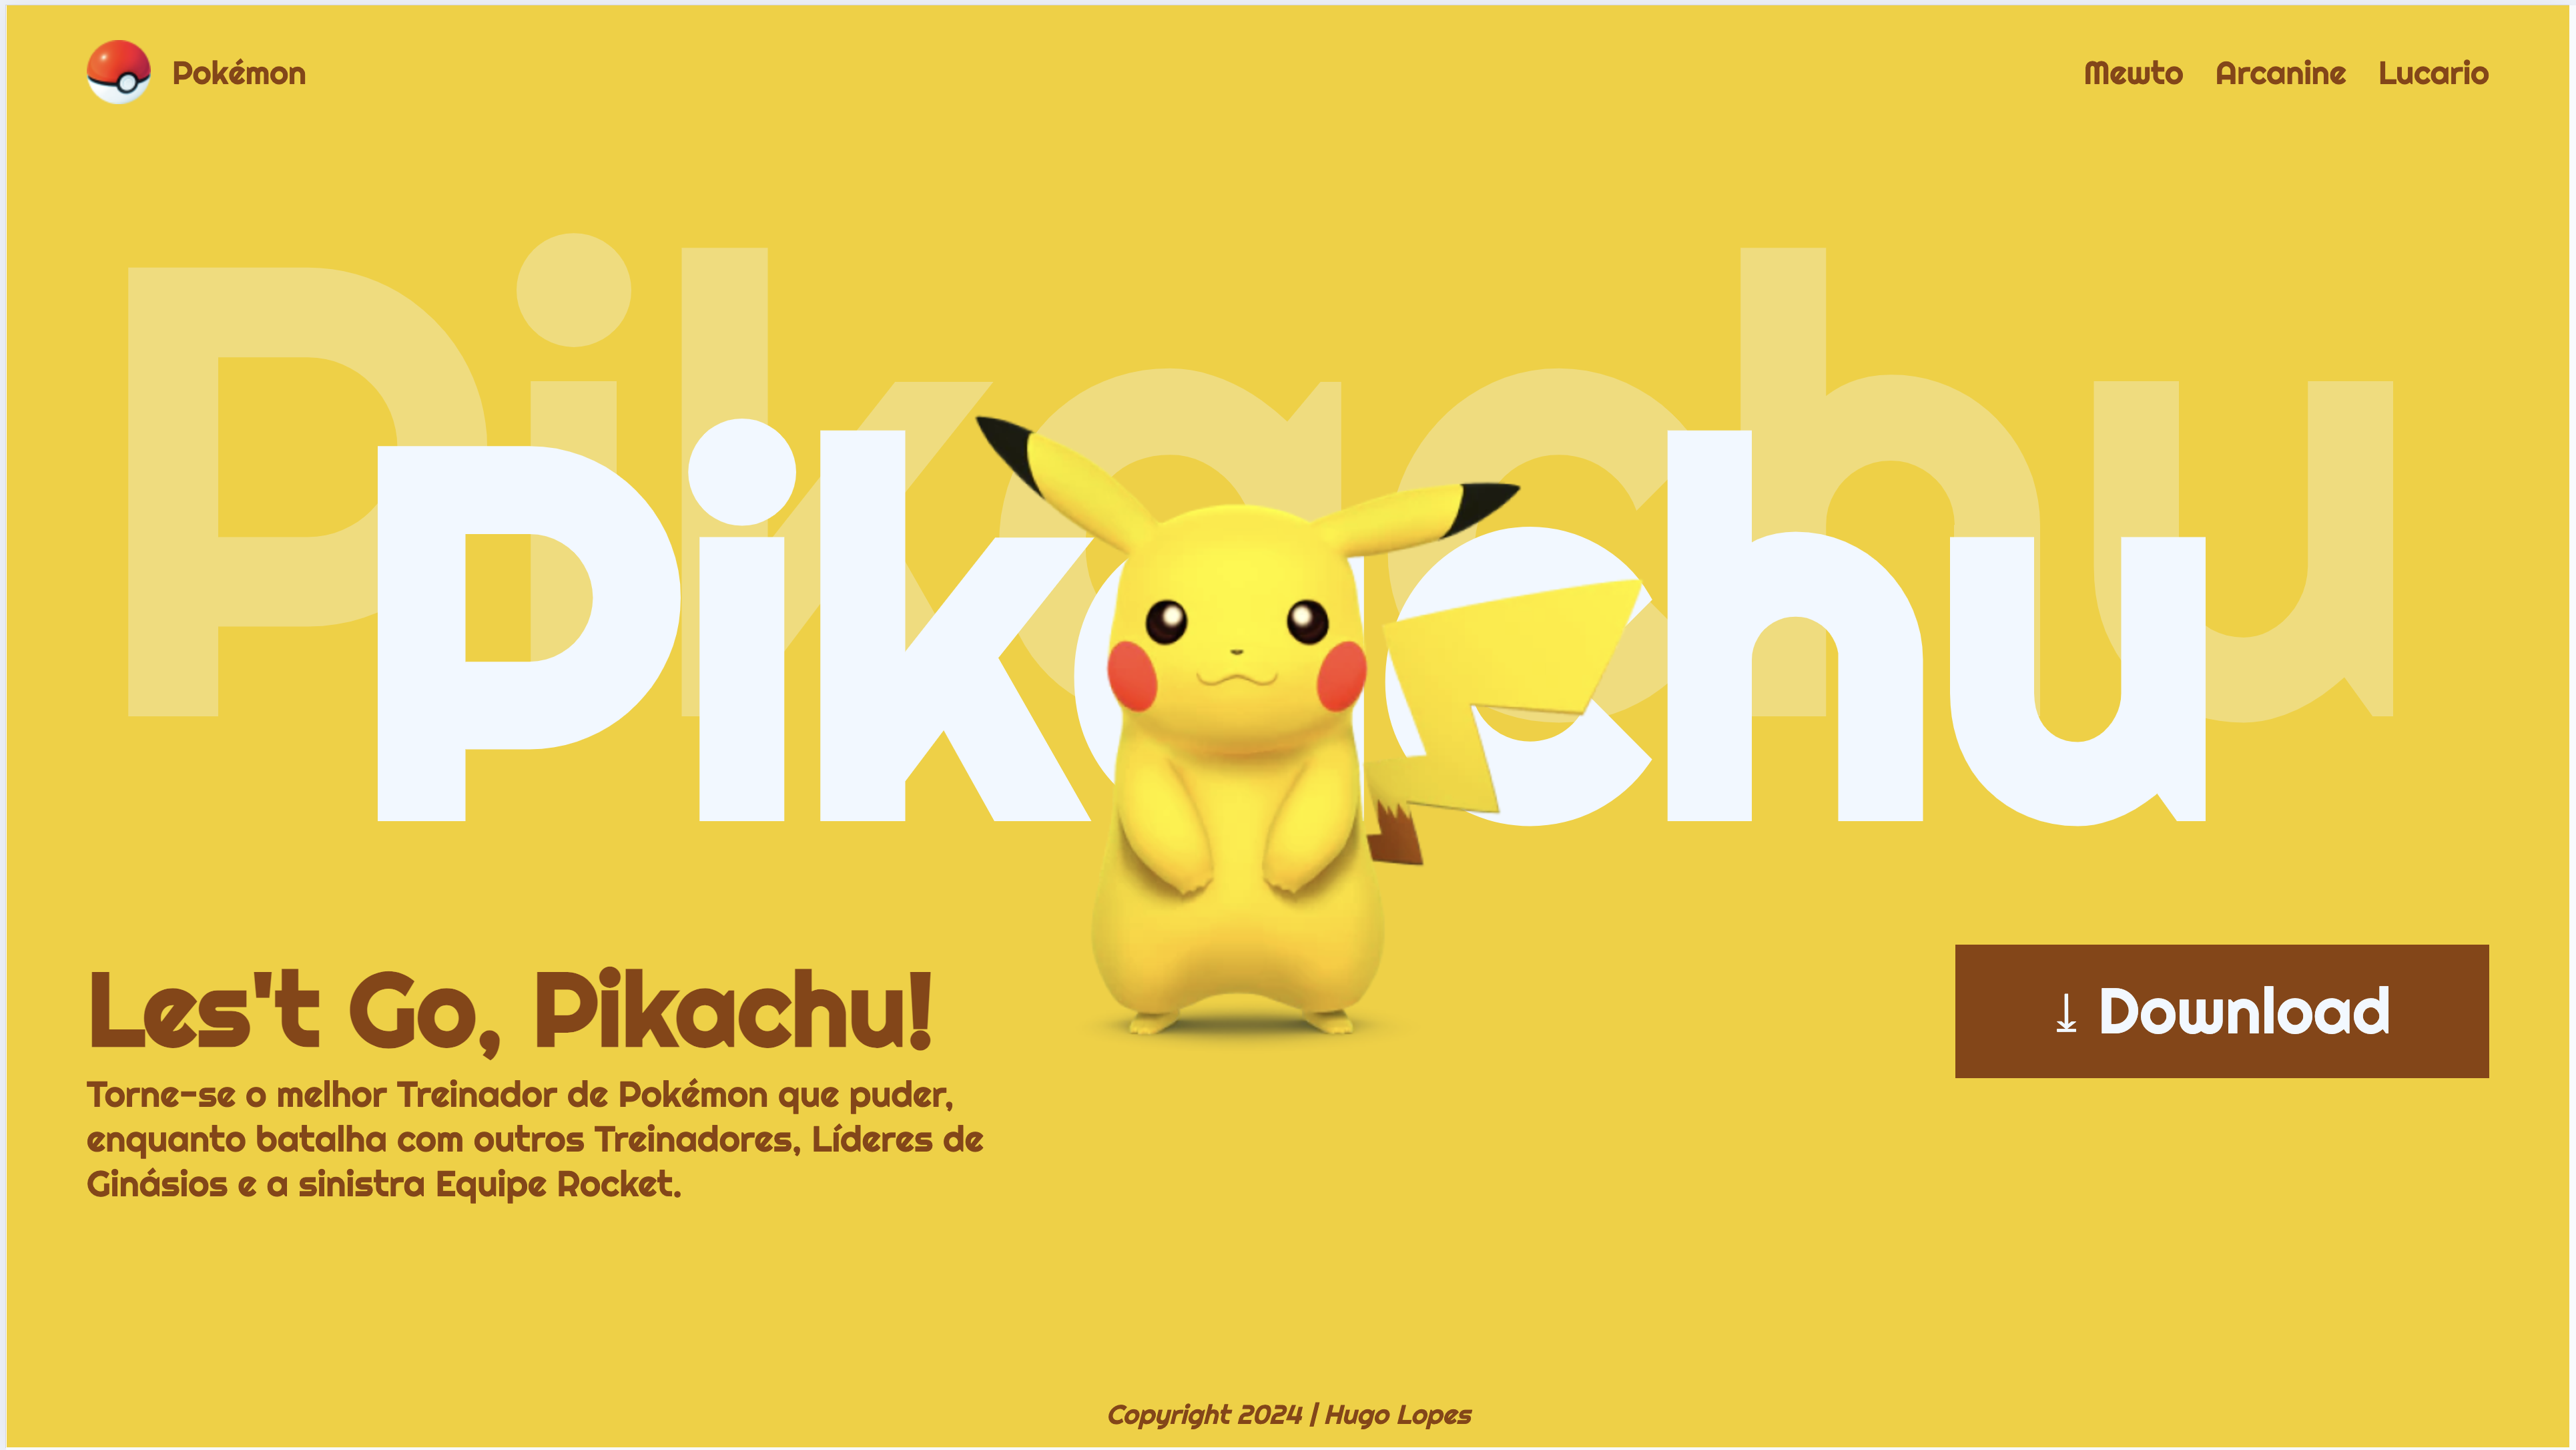 Pokémon
Mewto Arcanine Lucario
Pikachu
Pikachu
Les't Go, Pikachu!
Download
Torne-se o melhor Treinador de Pokémon que puder,
enquanto batalha com outros Treinadores, Líderes de
Ginásios e a sinistra Equipe Rocket.
Copyright 2024 | Hugo Lopes